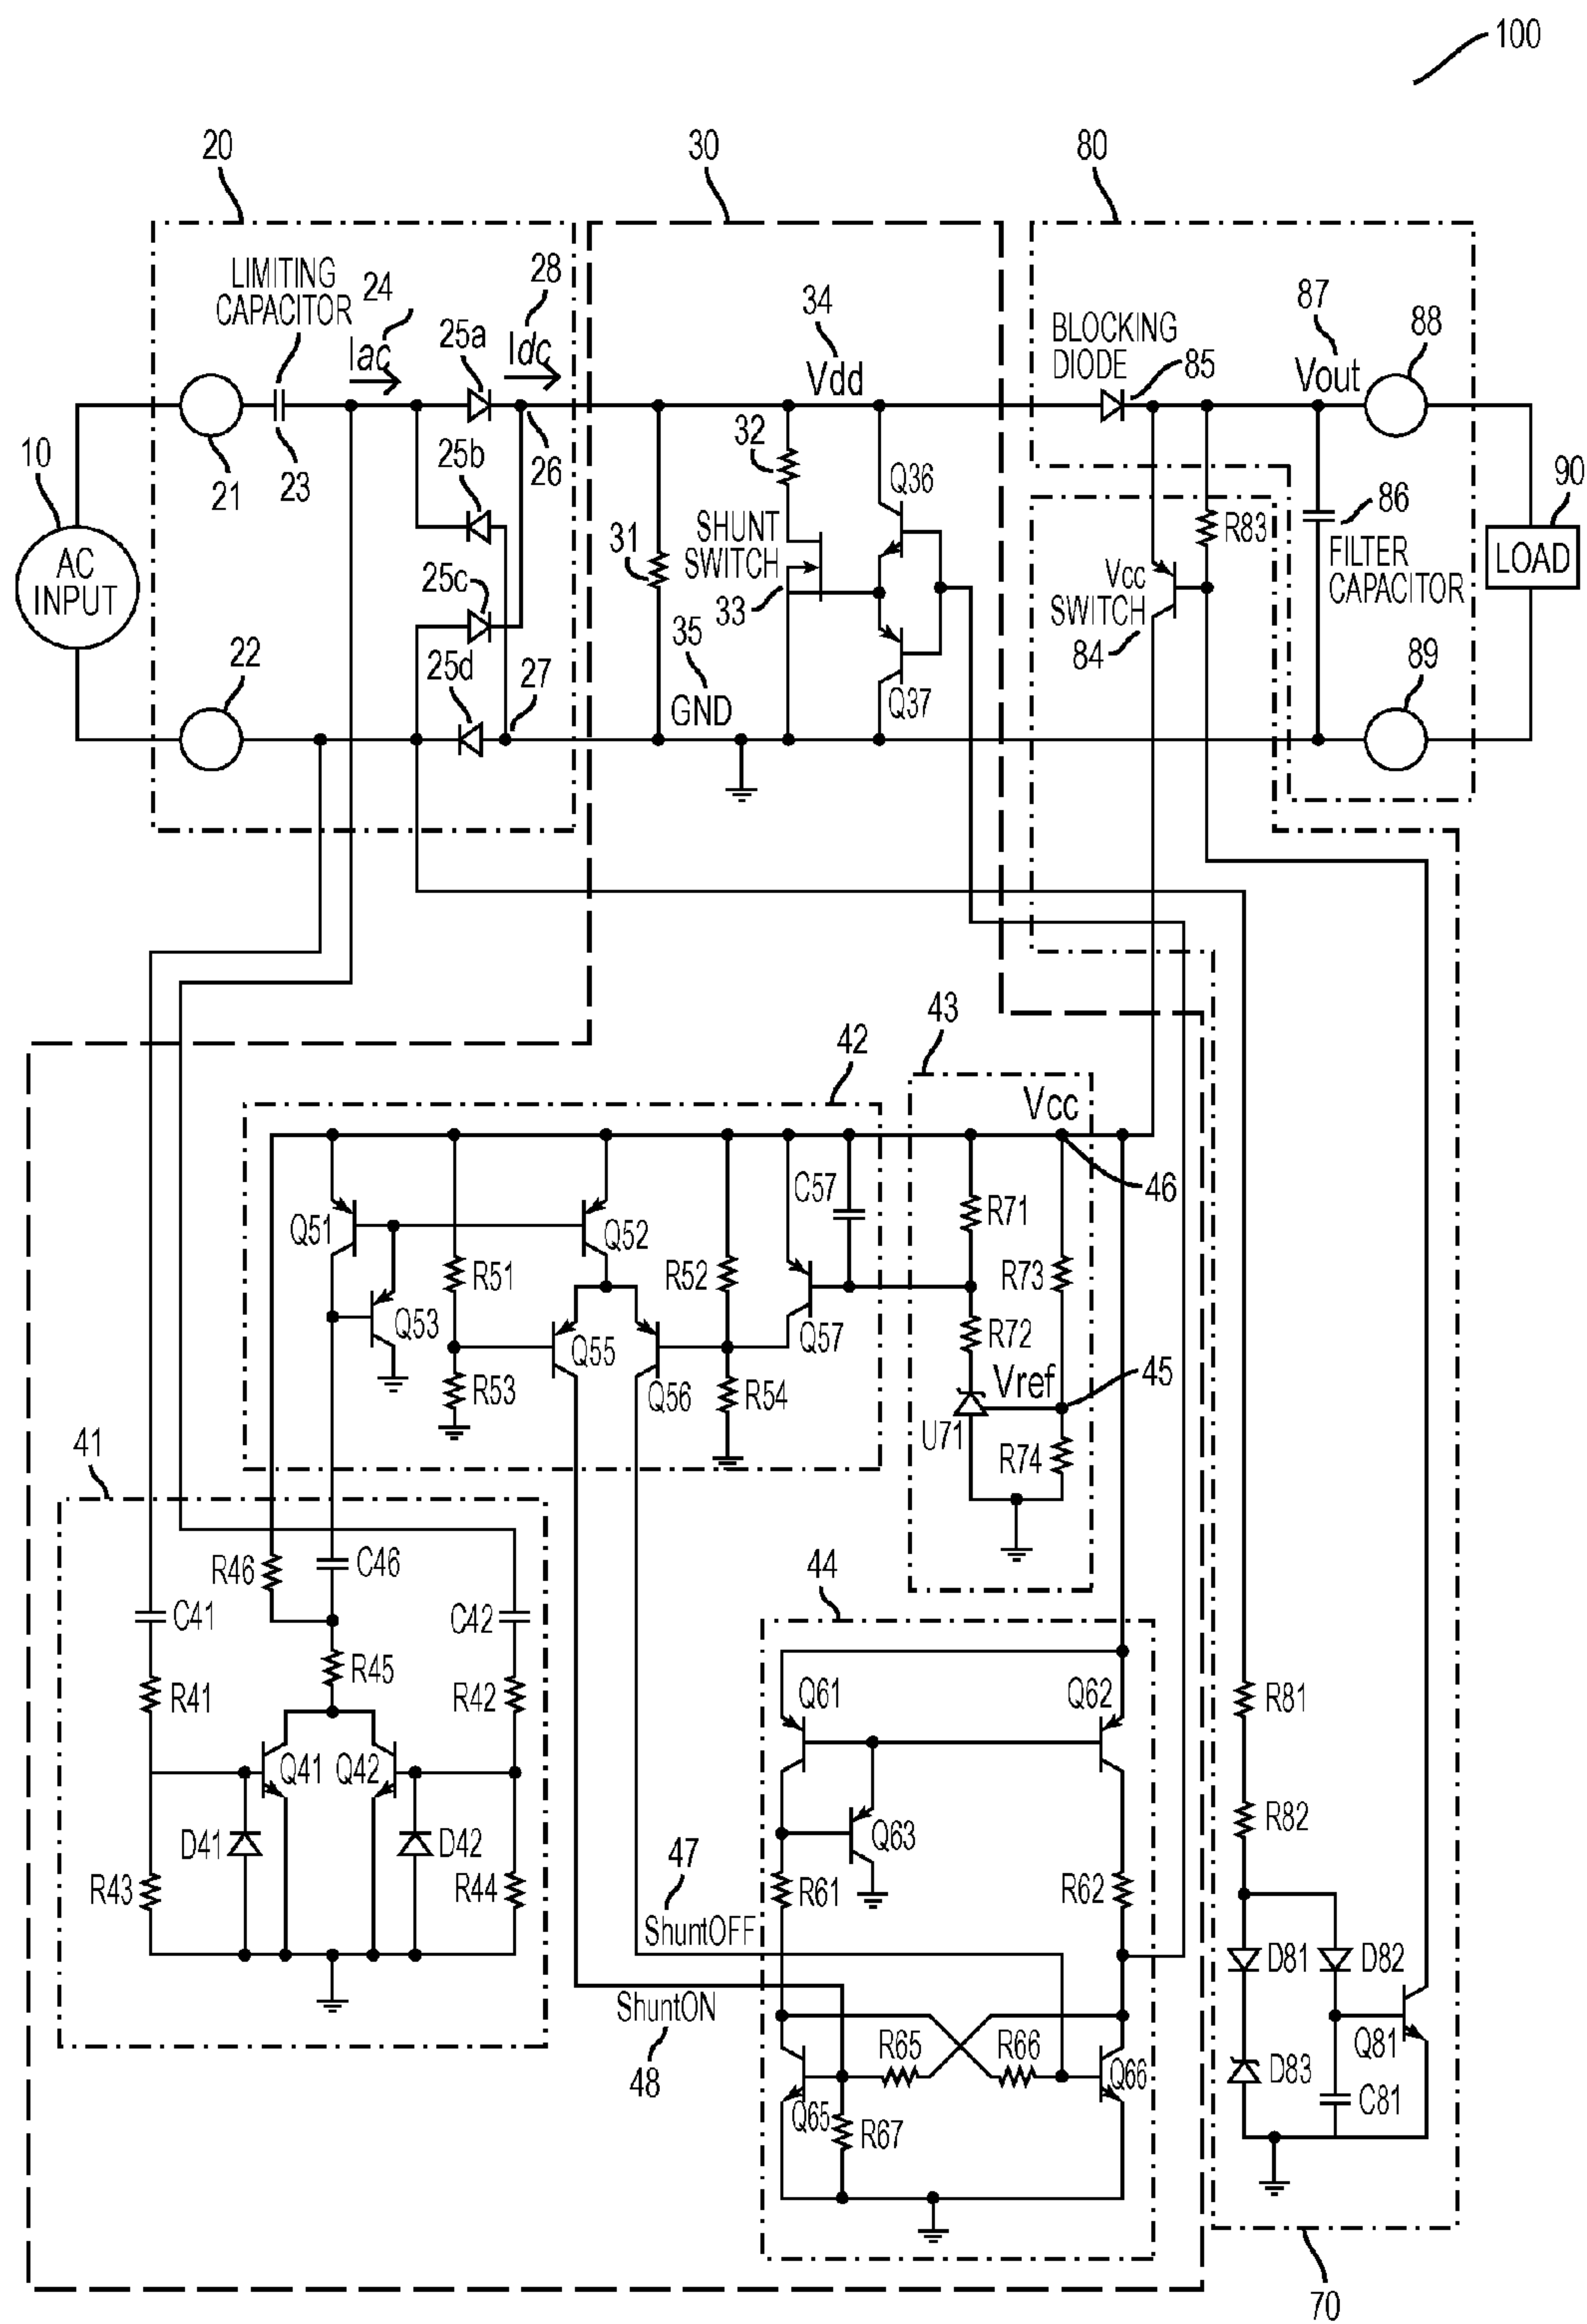 100
20
30
80
LIMITING
CAPACITOR
24
Iac
28
Idc
25a
34
Vdd
BLOCKING
DIODE
85
87
Vout
88
10
AC
INPUT
21
23
25b
26
32
Q36
31
SHUNT
SWITCH
33
R83
86
FILTER
CAPACITOR
90
LOAD
25c
Vcc
SWITCH
84
22
25d
27
35
GND
Q37
89
42
43
Vcc
46
Q51
Q52
Q53
R51
R52
C57
R71
R73
Q55
Q57
R72
R53
Q56
R54
Vref
45
U71
R74
41
R46
C46
44
C41
C42
R45
R41
R42
Q61
Q62
R81
Q41
Q42
D41
D42
R43
R44
Q63
R82
47
ShuntOFF
R61
R62
ShuntON
48
D81
D82
R65
R66
Q66
Q65
R67
D83
Q81
C81
70